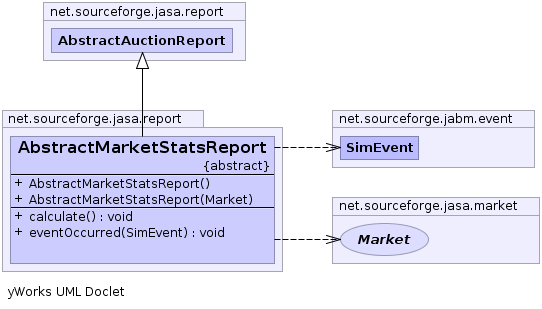 net.sourceforge.jasa.report
AbstractAuctionReport
net.sourceforge.jasa.report
AbstractMarketStatsReport
{abstract}
+ AbstractMarketStatsReport()
+ AbstractMarketStatsReport(Market)
+ calculate() : void
+ eventOccurred(SimEvent) : void
net.sourceforge.jabm.event
SimEvent
net.sourceforge.jasa.market
Market
yWorks UML Doclet